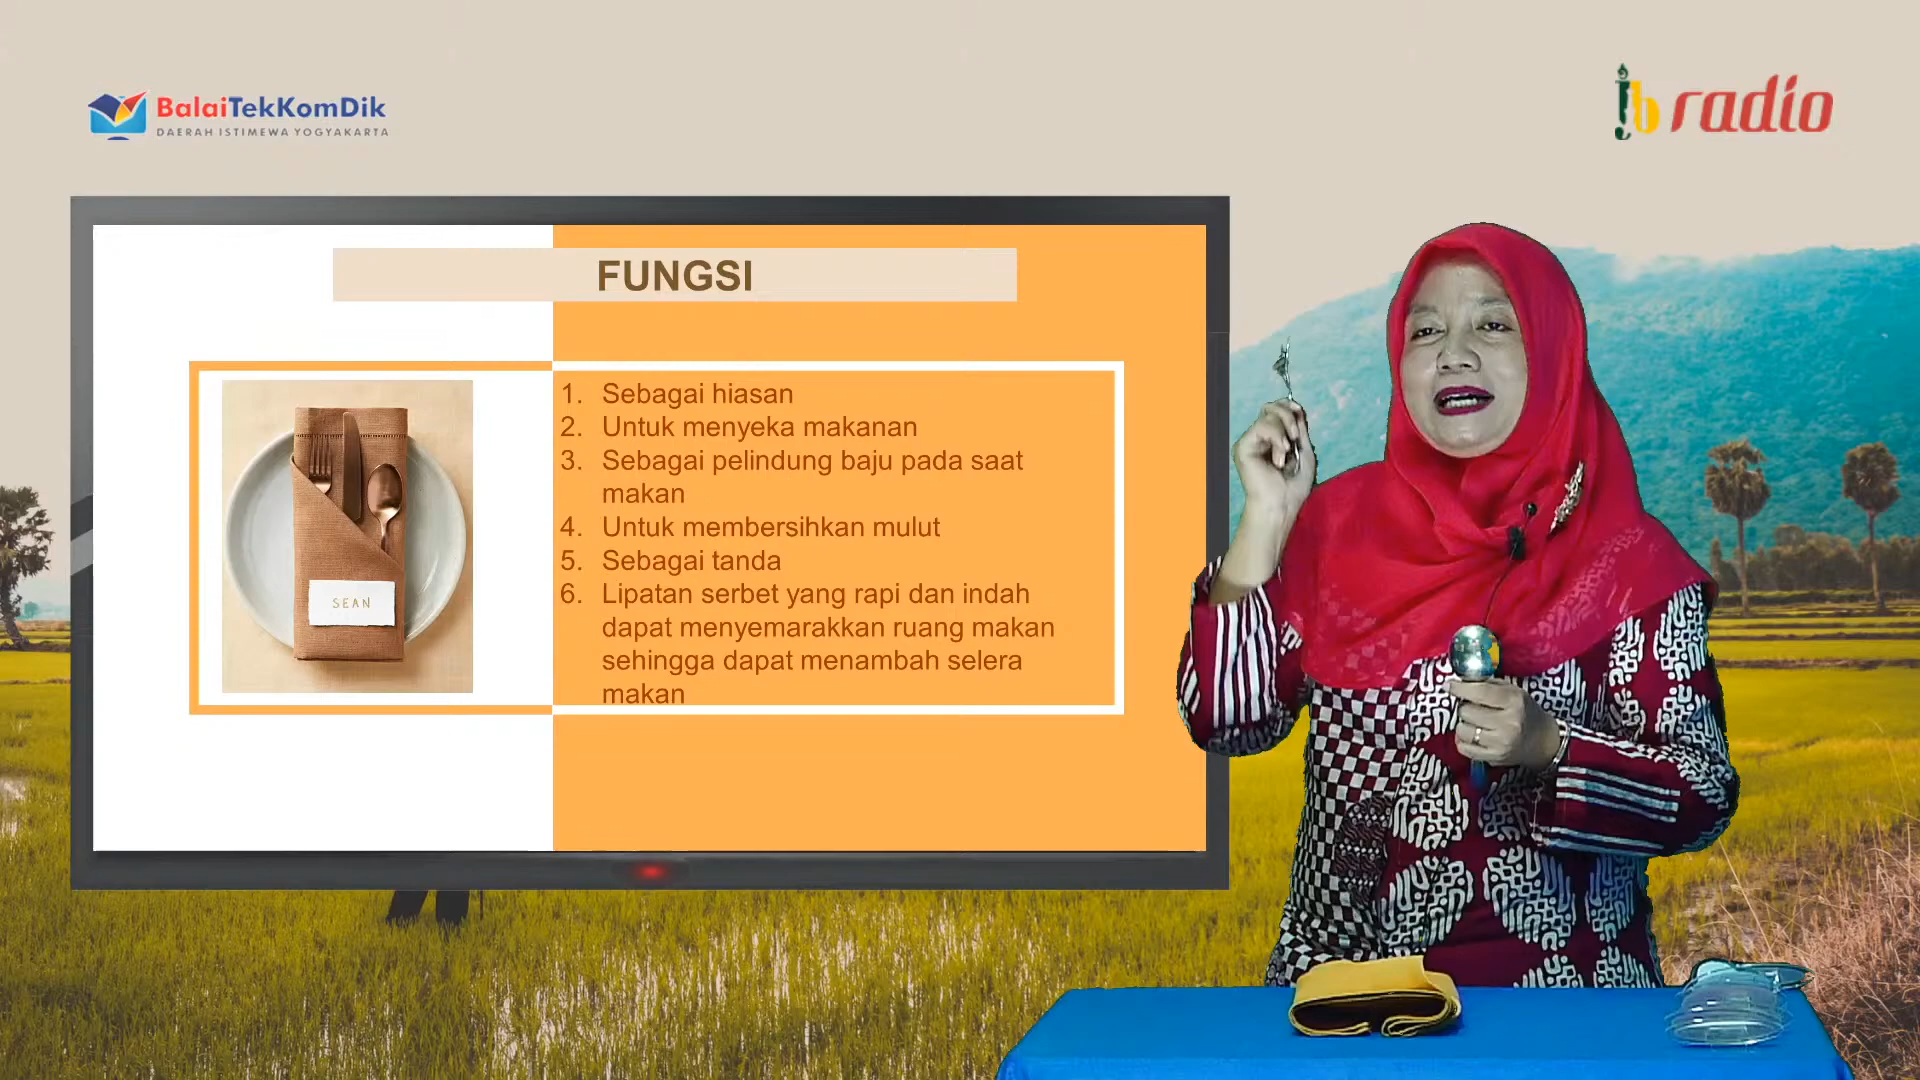 BalaiTekKomDik
DAERAH ISTIMEWA YOGYAKARTA
jb radio
FUNGSI
SEAN
1. Sebagai hiasan
2. Untuk menyeka makanan
3. Sebagai pelindung baju pada saat
makan
4. Untuk membersihkan mulut
5. Sebagai tanda
6. Lipatan serbet yang rapi dan indah
dapat menyemarakkan ruang makan
sehingga dapat menambah selera
makan